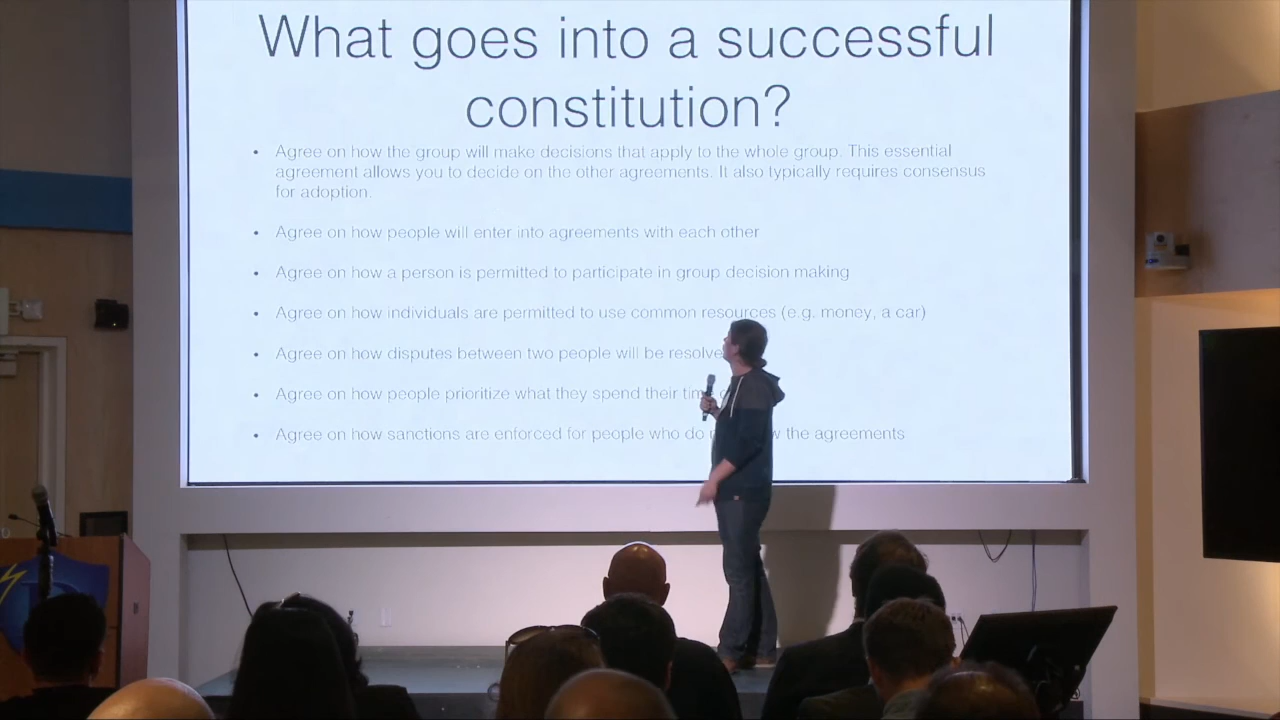 What goes into a successful
constitution?
• Agree on how the group will make decisions that apply to the whole group. This essential
agreement allows you to decide on the other agreements. It also typically requires consensus
for adoption.
• Agree on how people will enter into agreements with each other
• Agree on how a person is permitted to participate in group decision making
• Agree on how individuals are permitted to use common resources (e.g. money, a car)
• Agree on how disputes between two people will be resolve
• Agree on how people prioritize what they spend their
• Agree on how sanctions are enforced for people who do the agreements